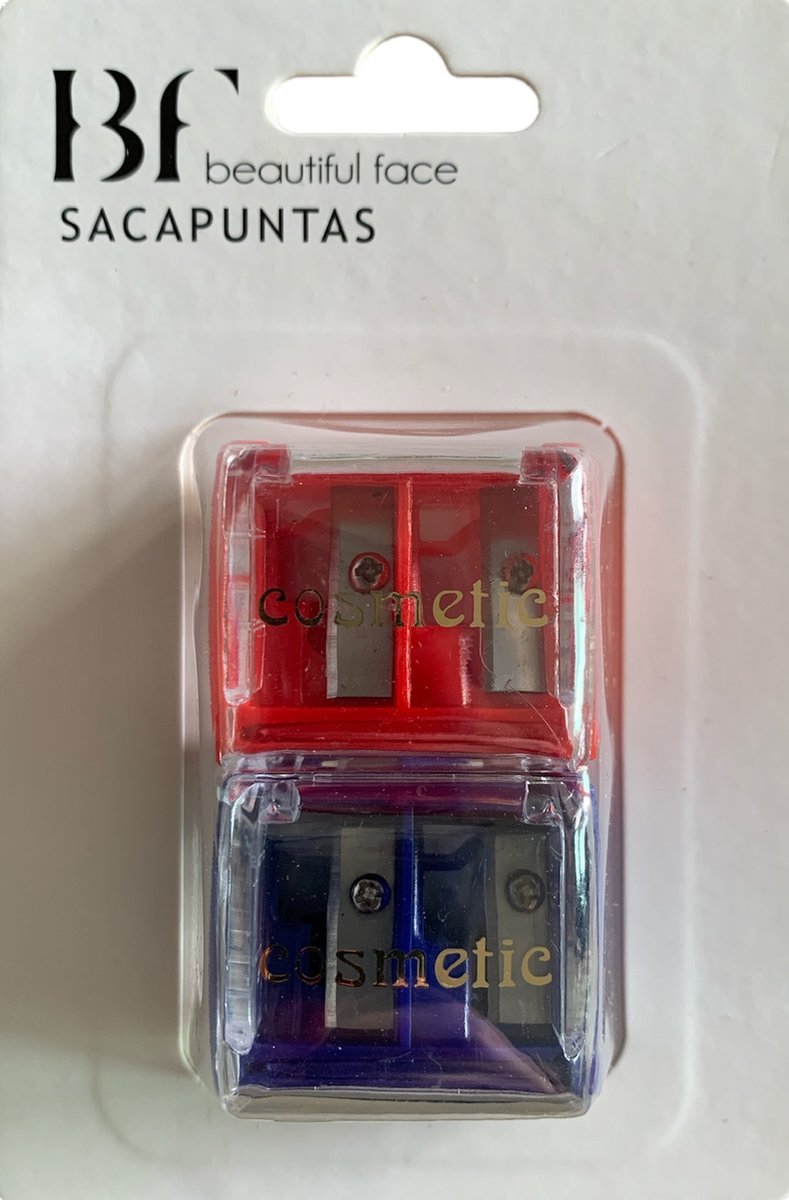 BF beautiful face
SACAPUNTAS
cosmetic
cosmetic